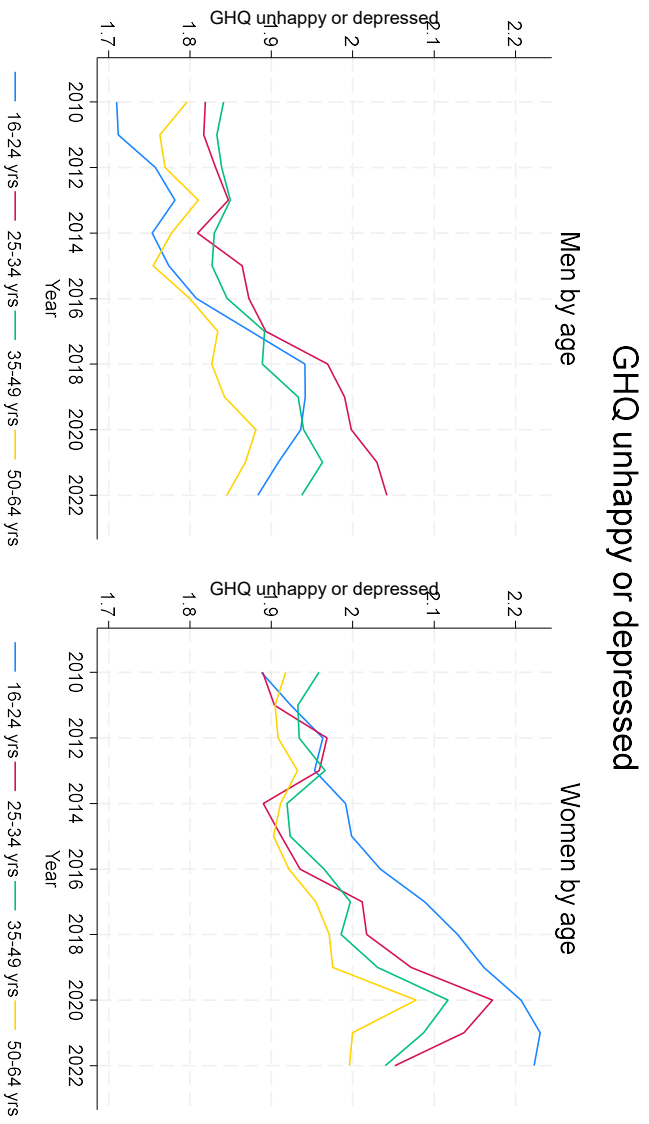 GHQ unhappy or depressed
Men by age
GHQ unhappy or depressed
1.7 1.8 1.9 2 2.1 2.2
2010 2012 2014 2016 2018 2020 2022
Year
16-24 yrs 25-34 yrs 35-49 yrs 50-64 yrs
Women by age
GHQ unhappy or depressed
1.7 1.8 1.9 2 2.1 2.2
2010 2012 2014 2016 2018 2020 2022
Year
16-24 yrs 25-34 yrs 35-49 yrs 50-64 yrs